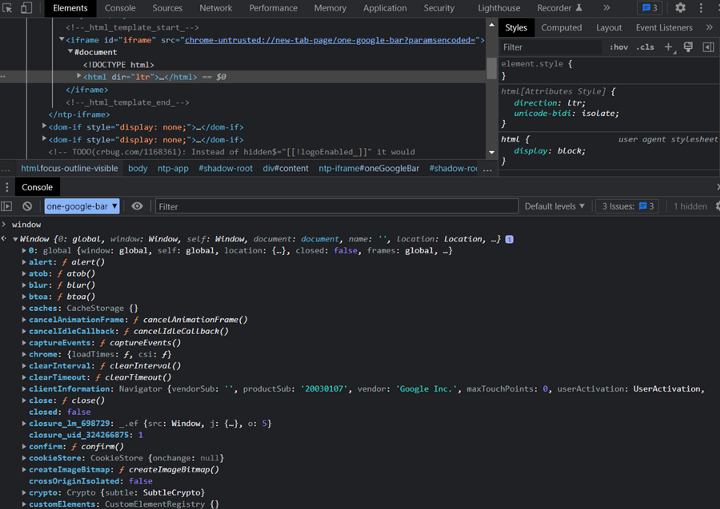 Elements Console Sources Network Performance Memory Application Security Lighthouse Recorder 3
<!--_html_template_start_-->
<iframe id="iframe" src="chrome-untrusted://new-tab-page/one-google-bar?paramsencoded=">
#document
<!DOCTYPE html>
<html dir="ltr">…</html> == $0
</iframe>
<!--_html_template_end_-->
</ntp-iframe>
<dom-if style="display: none;">…</dom-if>
<dom-if style="display: none;">…</dom-if>
<!-- TODO(crbug.com/1168361): Instead of hidden$="[[!logoEnabled_]]" it would
html.focus-outline-visible body ntp-app #shadow-root div#content ntp-iframe#oneGoogleBar #shadow-roo
Styles Computed Layout Event Listeners
Filter :hov .cls
element.style {
}
html[Attributes Style] {
direction: ltr;
unicode-bidi: isolate;
}
html { user agent stylesheet
display: block;
}
Console
one-google-bar Filter Default levels 3 Issues: 3 1 hidden
window
Window {0: global, window: Window, self: Window, document: document, name: '', location: Location, …}
0: global {window: global, self: global, location: {…}, closed: false, frames: global, …}
alert: ƒ alert()
atob: ƒ atob()
blur: ƒ blur()
btoa: ƒ btoa()
caches: CacheStorage {}
cancelAnimationFrame: ƒ cancelAnimationFrame()
cancelIdleCallback: ƒ cancelIdleCallback()
captureEvents: ƒ captureEvents()
chrome: {loadTimes: ƒ, csi: ƒ}
clearInterval: ƒ clearInterval()
clearTimeout: ƒ clearTimeout()
clientInformation: Navigator {vendorSub: '', productSub: '20030107', vendor: 'Google Inc.', maxTouchPoints: 0, userActivation: UserActivation,
close: ƒ close()
closed: false
closure_lm_698729: _.ef {src: Window, j: {…}, o: 5}
closure_uid_324266875: 1
confirm: ƒ confirm()
cookieStore: CookieStore {onchange: null}
createImageBitmap: ƒ createImageBitmap()
crossOriginIsolated: false
crypto: Crypto {subtle: SubtleCrypto}
customElements: CustomElementRegistry {}